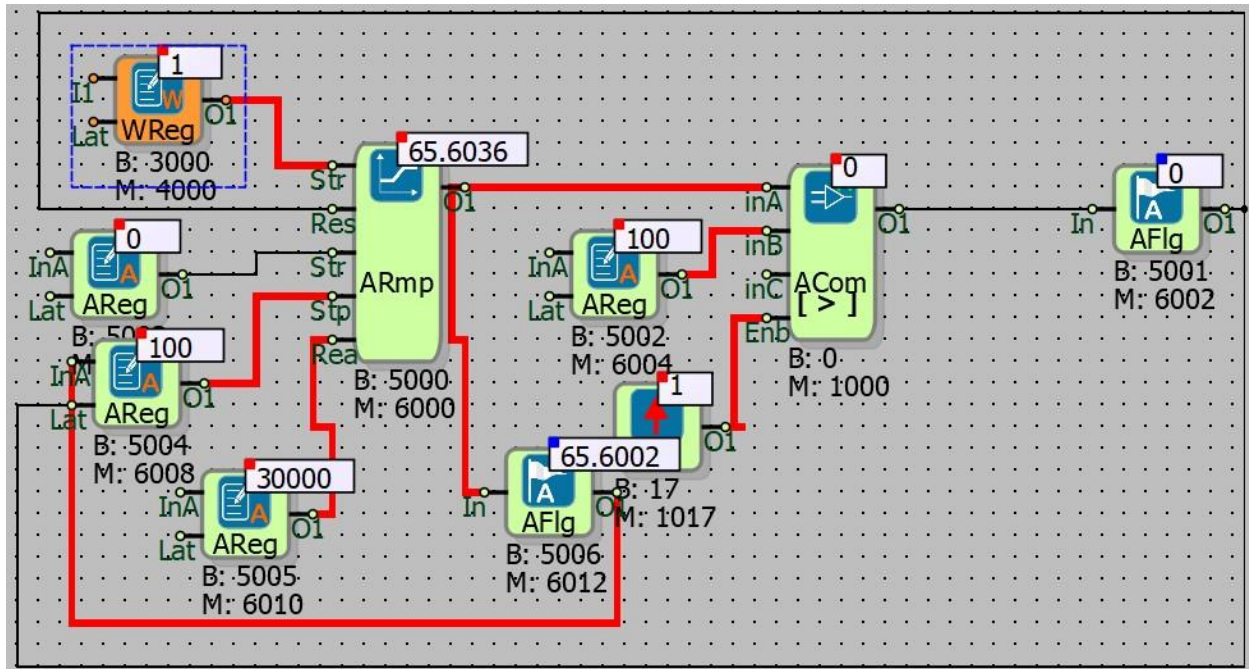 1
I1
O1
Lat
W
WReg
B: 3000
M: 4000
65.6036
Str
Res
Str
Stp
Rea
O1
ARmp
B: 5000
M: 6000
0
InA
Lat
O1
A
AReg
B:
100
InA
Lat
O1
A
AReg
B: 5004
M: 6008
30000
InA
Lat
O1
A
AReg
B: 5005
M: 6010
100
InA
Lat
O1
A
AReg
B: 5002
M: 6004
0
inA
inB
inC
Enb
O1
ACom
[ > ]
B: 0
M: 1000
1
O1
B: 17
M: 1017
65.6002
In
O1
A
AFlg
B: 5006
M: 6012
0
In
O1
A
AFlg
B: 5001
M: 6002